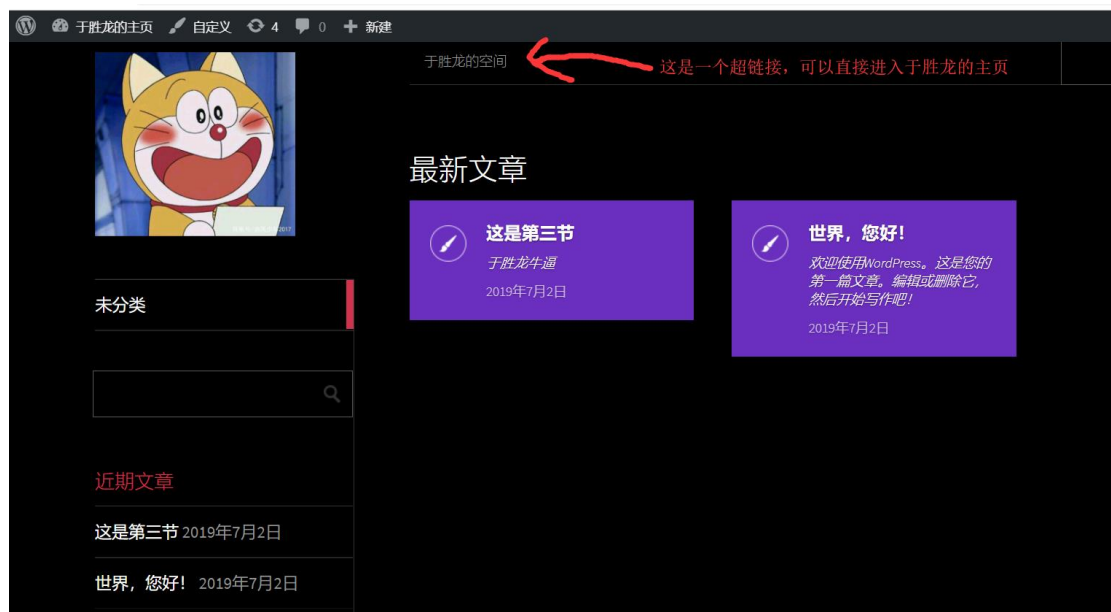 于胜龙的主页 自定义 4 0 新建
于胜龙的空间
这是一个超链接，可以直接进入于胜龙的主页
最新文章
这是第三节
于胜龙牛逼
2019年7月2日
世界，您好！
欢迎使用WordPress。这是您的
第一篇文章。编辑或删除它，
然后开始写作吧！
2019年7月2日
未分类
近期文章
这是第三节 2019年7月2日
世界，您好！ 2019年7月2日